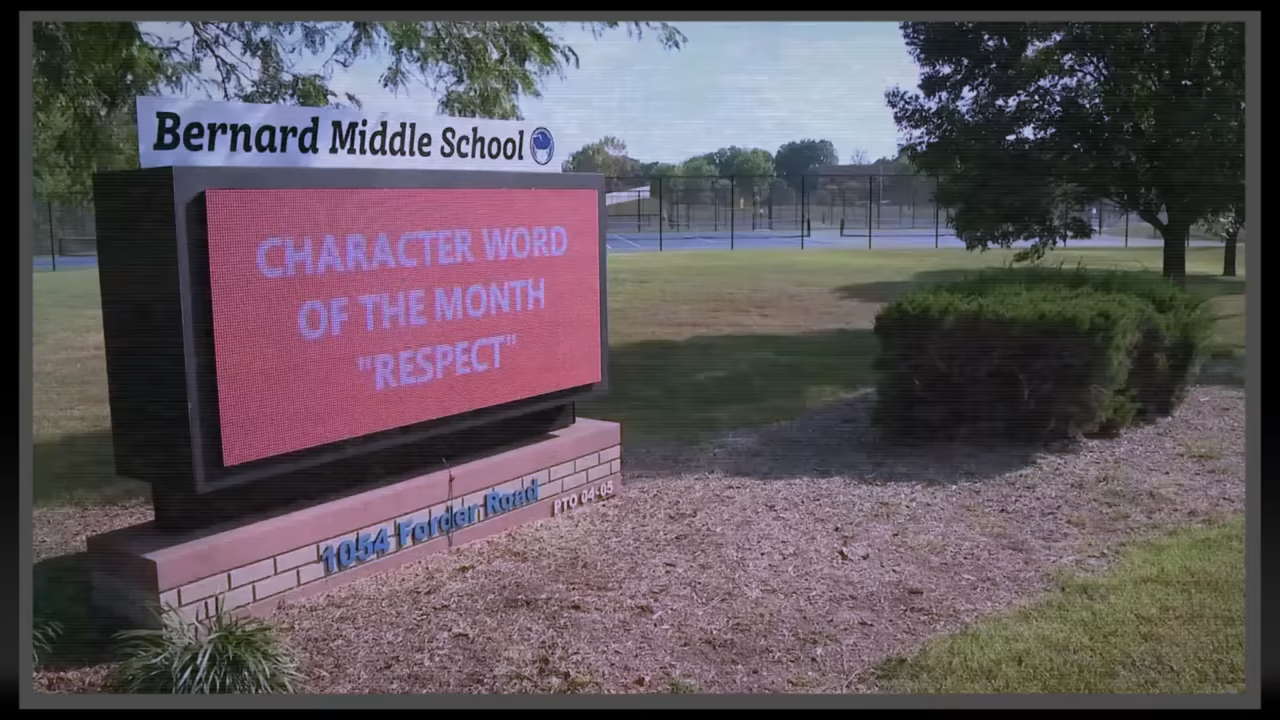 Bernard Middle School
CHARACTER WORD
OF THE MONTH
"RESPECT"
1054 Forder Road
PTO 04-05